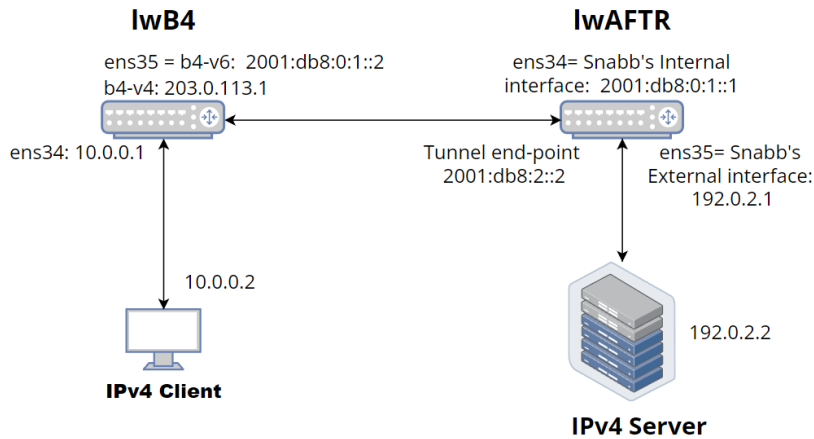 lwB4
lwAFTR
ens35 = b4-v6:  2001:db8:0:1::2
b4-v4: 203.0.113.1
ens34= Snabb's Internal
interface:  2001:db8:0:1::1
ens34: 10.0.0.1
Tunnel end-point
2001:db8:2::2
ens35= Snabb's
External interface:
192.0.2.1
10.0.0.2
192.0.2.2
IPv4 Client
IPv4 Server